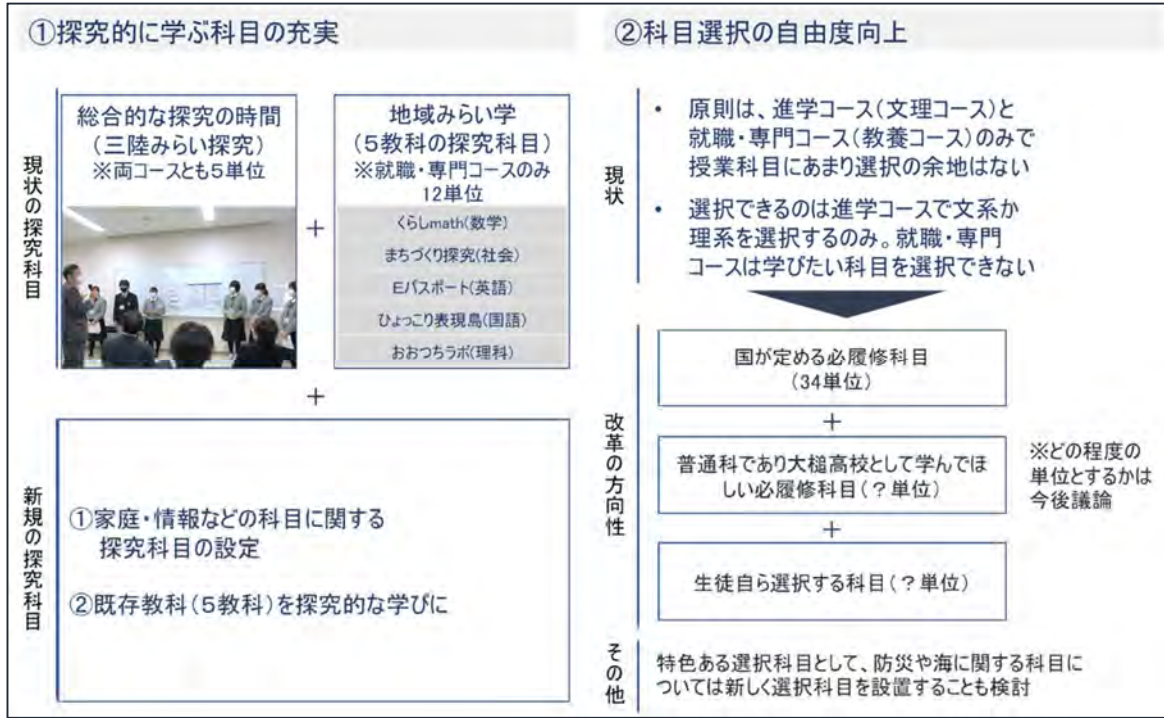 ①探究的に学ぶ科目の充実
現状の探究科目
総合的な探究の時間
(三陸みらい探究)
※両コースとも5単位
+
地域みらい学
(5教科の探究科目)
※就職・専門コースのみ
12単位
くらしmath(数学)
まちづくり探究(社会)
Eパスポート(英語)
ひょっこり表現島(国語)
おおつちラボ(理科)
+
新規の探究科目
①家庭・情報などの科目に関する
探究科目の設定
②既存教科(5教科)を探究的な学びに
②科目選択の自由度向上
現状
• 原則は、進学コース(文理コース)と
就職・専門コース(教養コース)のみで
授業科目にあまり選択の余地はない
• 選択できるのは進学コースで文系か
理系を選択するのみ。就職・専門
コースは学びたい科目を選択できない
改革の方向性
国が定める必履修科目
(34単位)
+
普通科であり大槌高校として学んでほ
しい必履修科目(?単位)
+
生徒自ら選択する科目(?単位)
※どの程度の
単位とするかは
今後議論
その他
特色ある選択科目として、防災や海に関する科目に
ついては新しく選択科目を設置することも検討